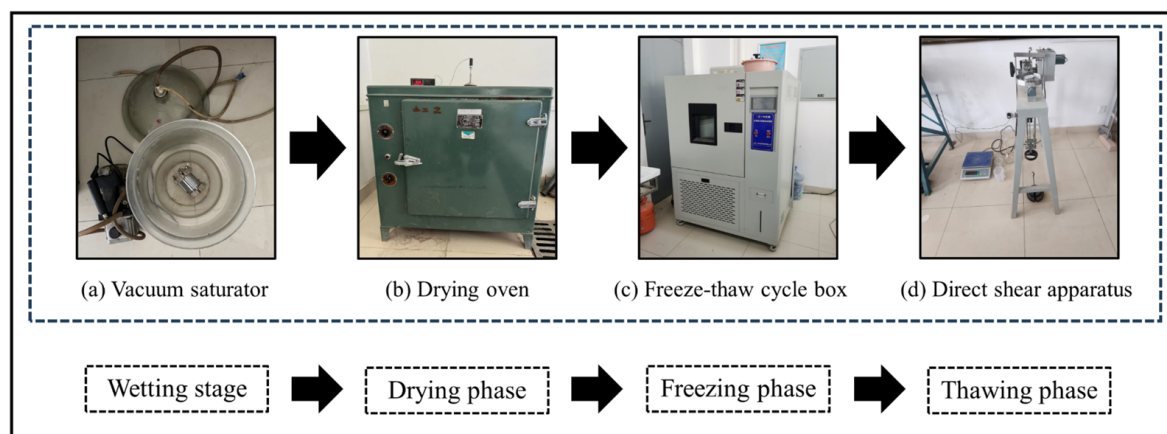 (a) Vacuum saturator
(b) Drying oven
(c) Freeze-thaw cycle box
(d) Direct shear apparatus
Wetting stage
Drying phase
Freezing phase
Thawing phase